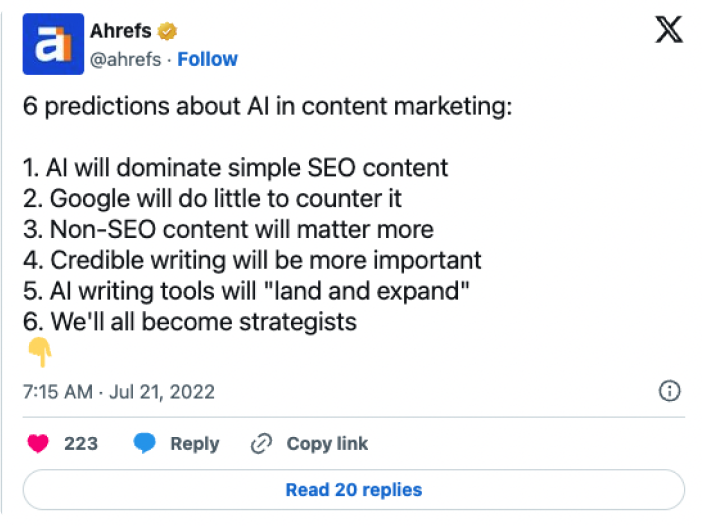 Ahrefs
@ahrefs · Follow
X
6 predictions about AI in content marketing:
1. AI will dominate simple SEO content
2. Google will do little to counter it
3. Non-SEO content will matter more
4. Credible writing will be more important
5. AI writing tools will "land and expand"
6. We'll all become strategists
7:15 AM · Jul 21, 2022
223 Reply Copy link
Read 20 replies